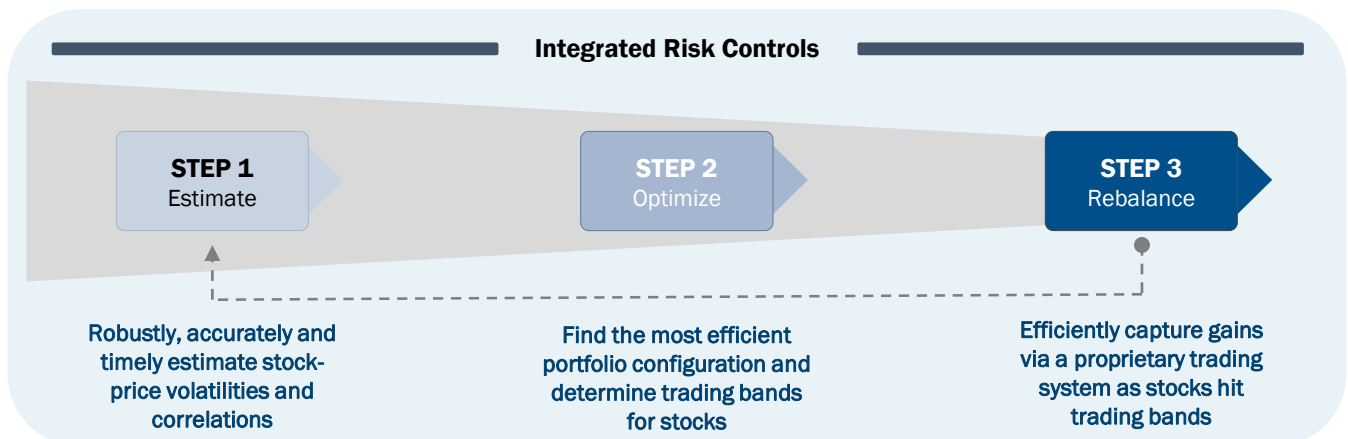 Integrated Risk Controls
STEP 1
Estimate
STEP 2
Optimize
STEP 3
Rebalance
Robustly, accurately and
timely estimate stock-
price volatilities and
correlations
Find the most efficient
portfolio configuration and
determine trading bands
for stocks
Efficiently capture gains
via a proprietary trading
system as stocks hit
trading bands